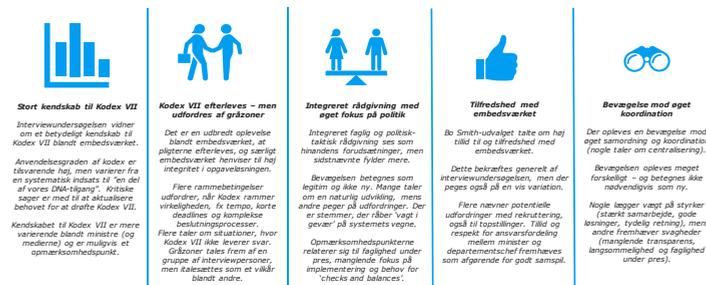 Stort kendskab til Kodex VII
Interviewundersøgelsen vidner
om et betydeligt kendskab til
Kodex VII blandt embedsværket.
Anvendelsesgraden af kodex er
tilsvarende høj, men varierer fra
en systematisk indsats til "en del
af vores DNA-tilgang". Kritiske
sager er med til at aktualisere
behovet for at drøfte Kodex VII.
Kendskabet til Kodex VII er mere
varierende blandt ministre (og
medierne) og er muligvis et
opmærksomhedspunkt.
Kodex VII efterleves – men
udfordres af gråzoner
Det er en udbredt oplevelse
blandt embedsværket, at
pligterne efterleves, og særligt
embedsværket henviser til høj
integritet i opgaveløsningen.
Flere rammebetingelser
udfordrer, når Kodex rammer
virkeligheden, fx tempo, korte
deadlines og komplekse
beslutningsprocesser.
Flere taler om situationer, hvor
Kodex VII ikke leverer svar.
Gråzoner tales frem af en
gruppe af interviewpersoner,
men italesættes som et vilkår
blandt andre.
Integreret rådgivning med
øget fokus på politik
Integreret faglig og politisk-
taktisk rådgivning ses som
hinandens forudsætninger, men
sidstnævnte fylder mere.
Bevægelsen betegnes som
legitim og ikke ny. Mange taler
om en naturlig udvikling, mens
andre peger på udfordringer. Der
er stemmer, der råber 'vagt i
gevær' på systemets vegne.
Opmærksomhedspunkterne
relaterer sig til faglighed under
pres, manglende fokus på
implementering og behov for
'checks and balances'.
Tilfredshed med
embedsværket
Bo Smith-udvalget talte om høj
tillid til og tilfreshed med
embedsværket.
Dette bekræftes generelt af
interviewundersøgelsen, men der
peges også på en vis variation.
Flere nævner potentielle
udfordringer med rekruttering,
også til topstillinger. Tillid og
respekt for ansvarsfordeling
mellem minister og
departementschef fremhæves
som afgørende for godt samspil.
Bevægelse mod øget
koordination
Der opleves en bevægelse mod
øget samordning og koordination
(nogle taler om centralisering).
Bevægelsen opleves meget
forskelligt – og betegnes ikke
nødvendigvis som ny.
Nogle lægger vægt på styrker
(stærkt samarbejde, gode
løsninger, tydelig retning), mens
andre fremhæver svagheder
(manglende transparens,
langsommelighed og faglighed
under pres).